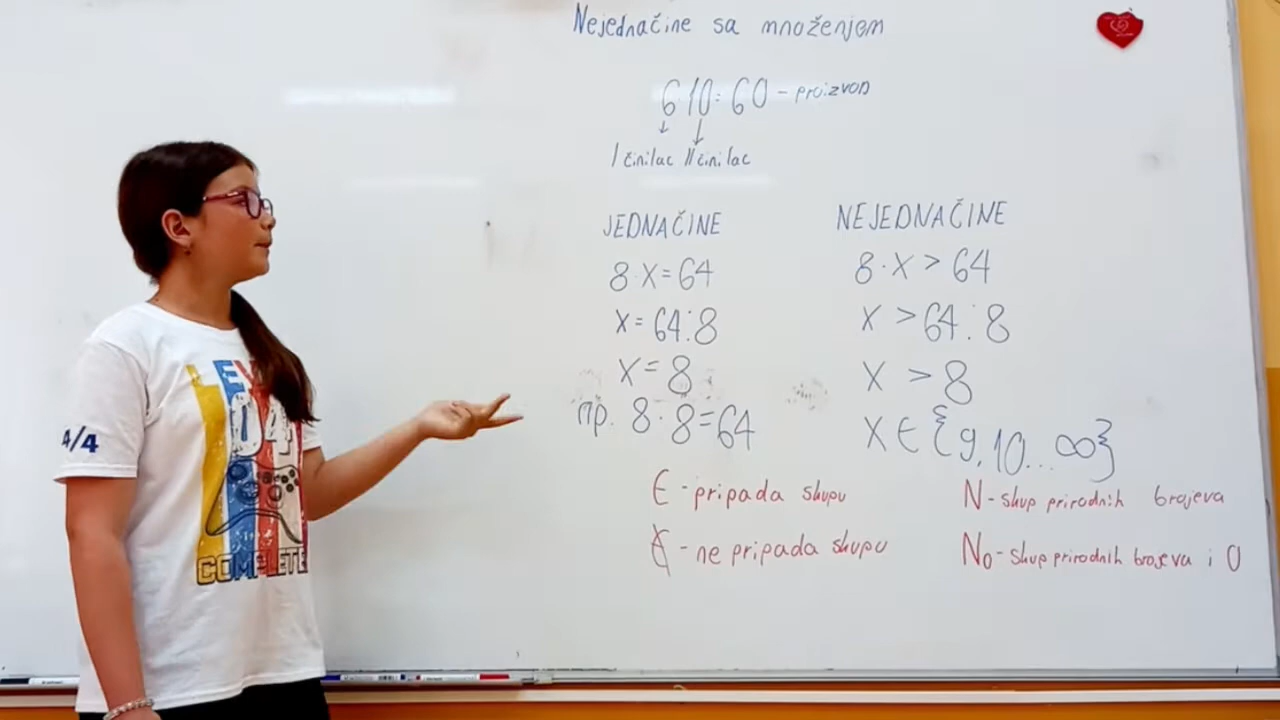 Nejednačine sa množenjem
6·10=60 - proizvod
I činilac II činilac
JEDNAČINE
8·X=64
X=64:8
X=8
пр. 8·8=64
NEJEDNAČINE
8·X > 64
X > 64:8
X > 8
X ∈ {9, 10... ∞}
∈ - pripada skupu
∉ - ne pripada skupu
N - skup prirodnih brojeva
N₀ - skup prirodnih brojeva i 0
4/4
04
COMPLETE